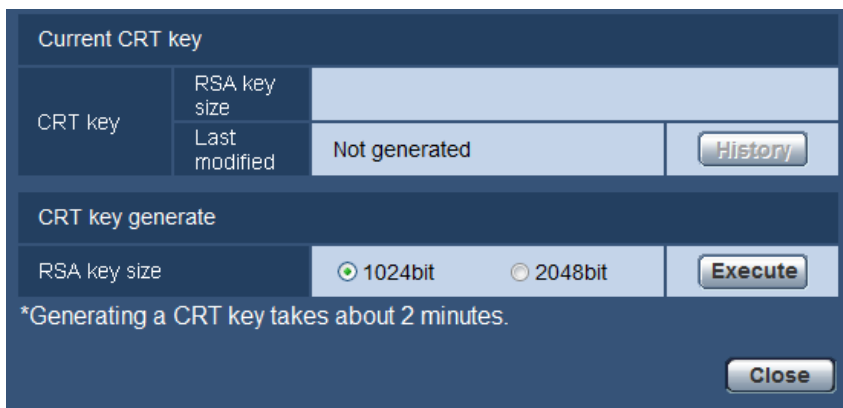 Current CRT key
CRT key
RSA key
size
Last
modified
Not generated
History
CRT key generate
RSA key size
1024bit
2048bit
Execute
*Generating a CRT key takes about 2 minutes.
Close